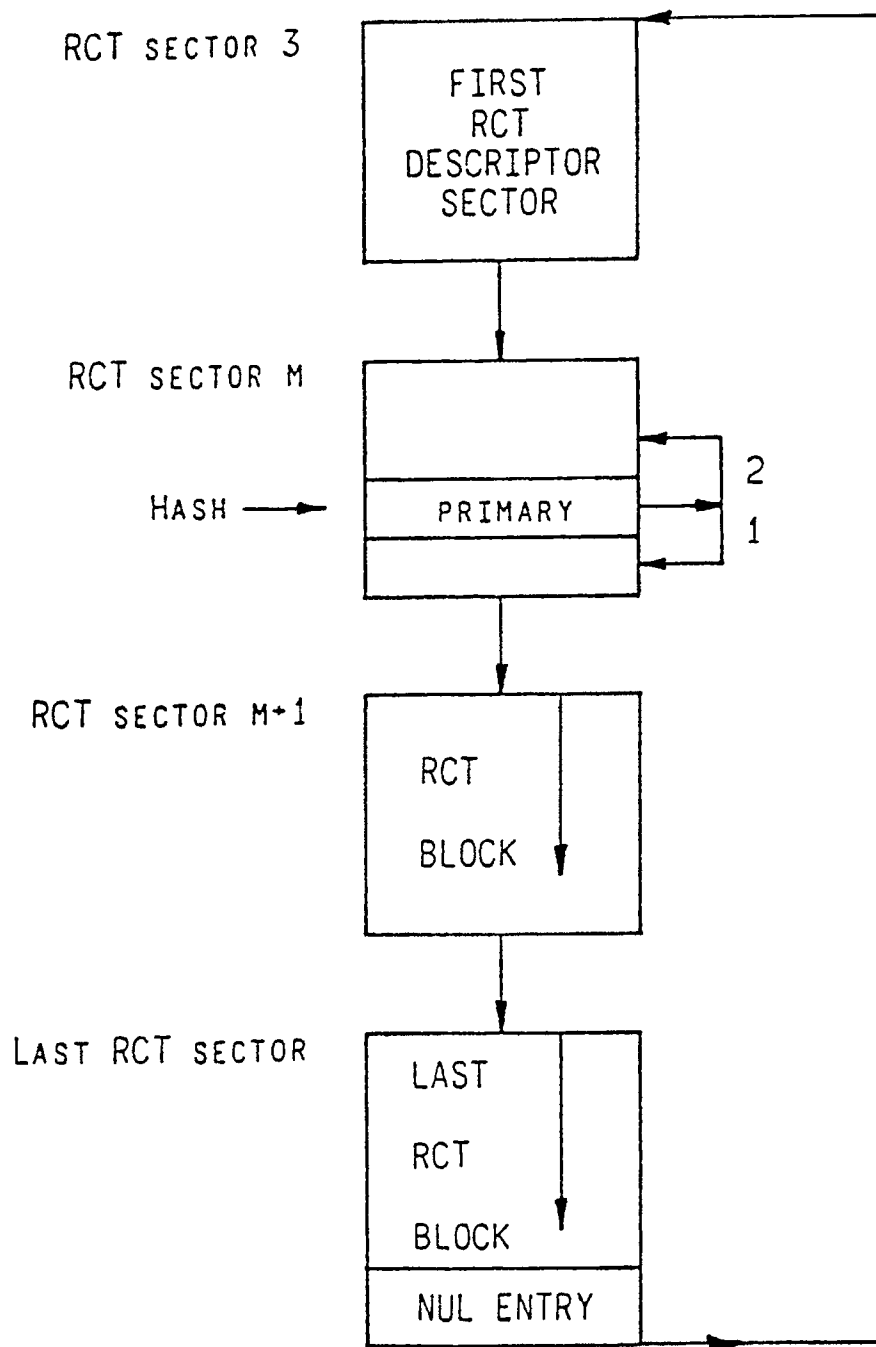 RCT SECTOR 3
FIRST
RCT
DESCRIPTOR
SECTOR
RCT SECTOR M
2
HASH
PRIMARY
1
RCT SECTOR M+1
RCT
BLOCK
LAST RCT SECTOR
LAST
RCT
BLOCK
NUL ENTRY